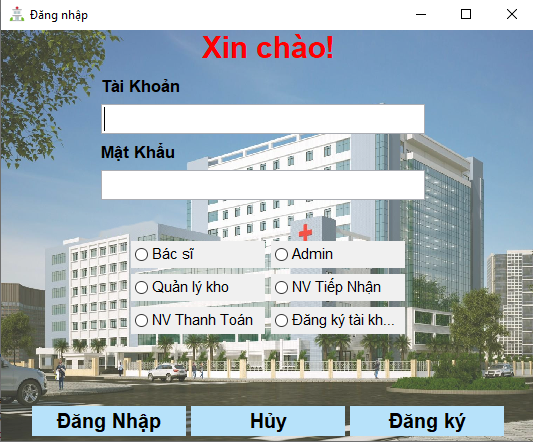 Đăng nhập
Xin chào!
Tài Khoản
Mật Khẩu
Bác sĩ
Admin
Quản lý kho
NV Tiếp Nhận
NV Thanh Toán
Đăng ký tài kh...
Đăng Nhập
Hủy
Đăng ký